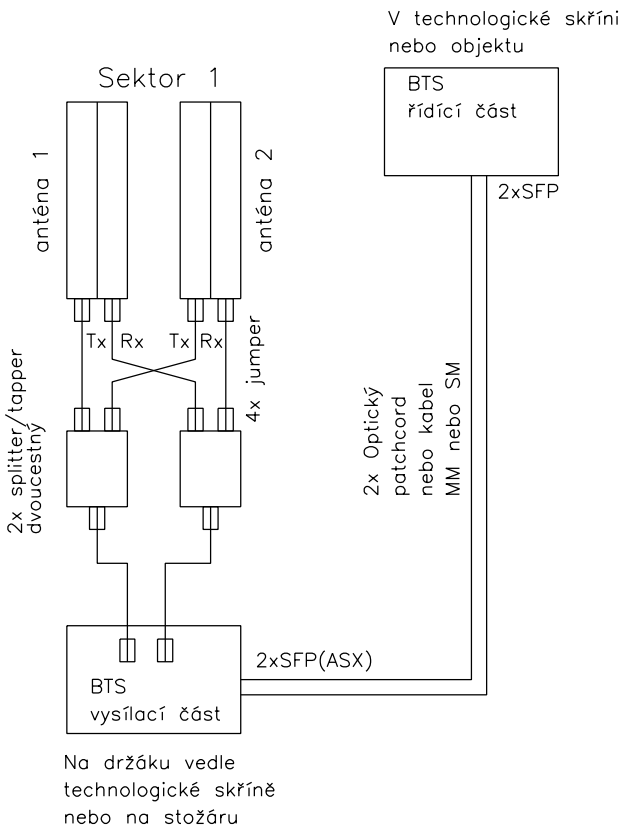 V technologické skříni
nebo objektu
Sektor 1
BTS
řídící část
2xSFP
anténa 1
anténa 2
Tx
Rx
Tx
Rx
4x jumper
2x splitter/tapper
dvoucestný
2x Optický
patchcord
nebo kabel
MM nebo SM
2xSFP(ASX)
BTS
vysílací část
Na držáku vedle
technologické skříně
nebo na stožáru